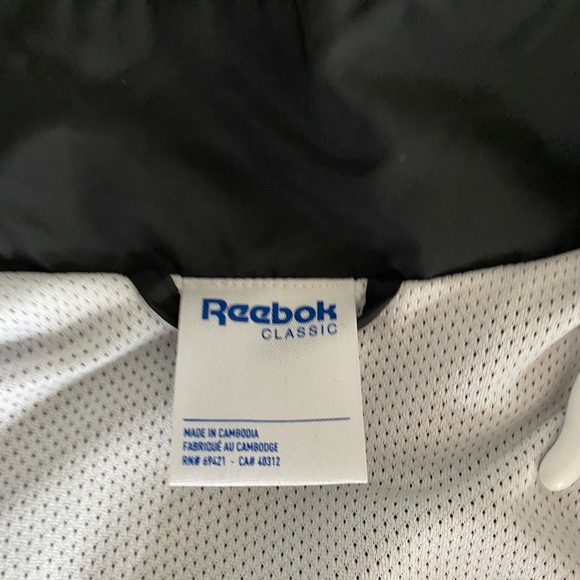 Reebok
CLASSIC
MADE IN CAMBODIA
FABRIQUÉ AU CAMBODGE
RN# 69421 - CA# 40312